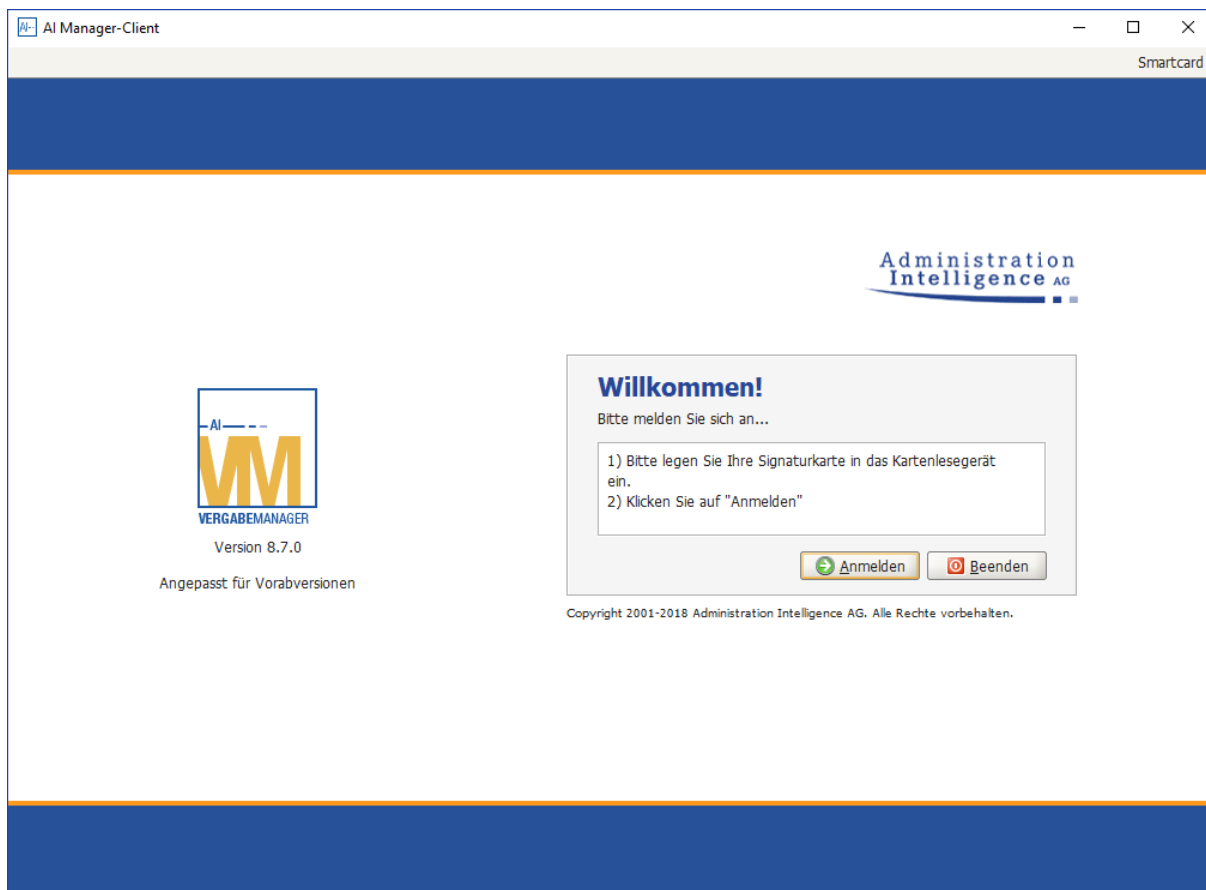 AI-- AI Manager-Client
Smartcard
Administration
Intelligence AG
Willkommen!
Bitte melden Sie sich an...
1) Bitte legen Sie Ihre Signaturkarte in das Kartenlesegerät
ein.
2) Klicken Sie auf "Anmelden"
Anmelden Beenden
Copyright 2001-2018 Administration Intelligence AG. Alle Rechte vorbehalten.
AI
VM
VERGABEMANAGER
Version 8.7.0
Angepasst für Vorabversionen